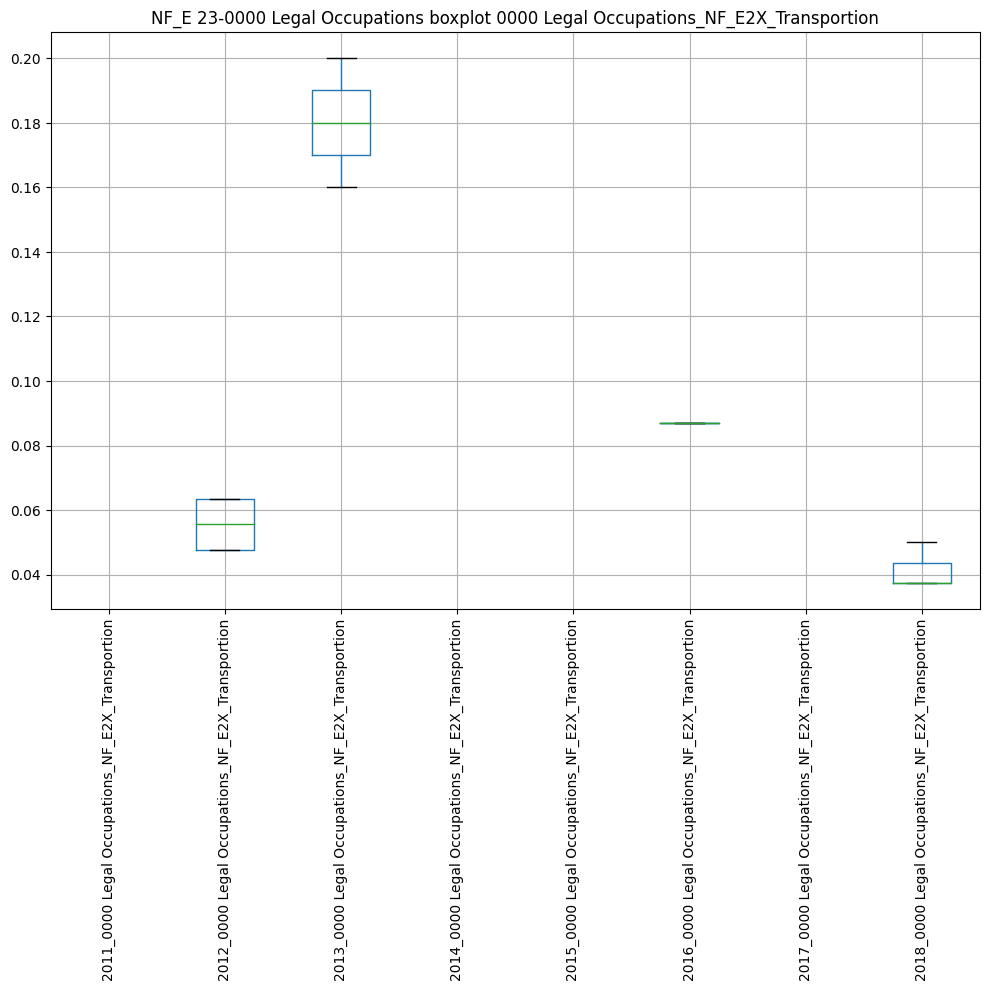 NF_E 23-0000 Legal Occupations boxplot 0000 Legal Occupations_NF_E2X_Transportion
0.20
0.18
0.16
0.14
0.12
0.10
0.08
0.06
0.04
2011_0000 Legal Occupations_NF_E2X_Transportion
2012_0000 Legal Occupations_NF_E2X_Transportion
2013_0000 Legal Occupations_NF_E2X_Transportion
2014_0000 Legal Occupations_NF_E2X_Transportion
2015_0000 Legal Occupations_NF_E2X_Transportion
2016_0000 Legal Occupations_NF_E2X_Transportion
2017_0000 Legal Occupations_NF_E2X_Transportion
2018_0000 Legal Occupations_NF_E2X_Transportion